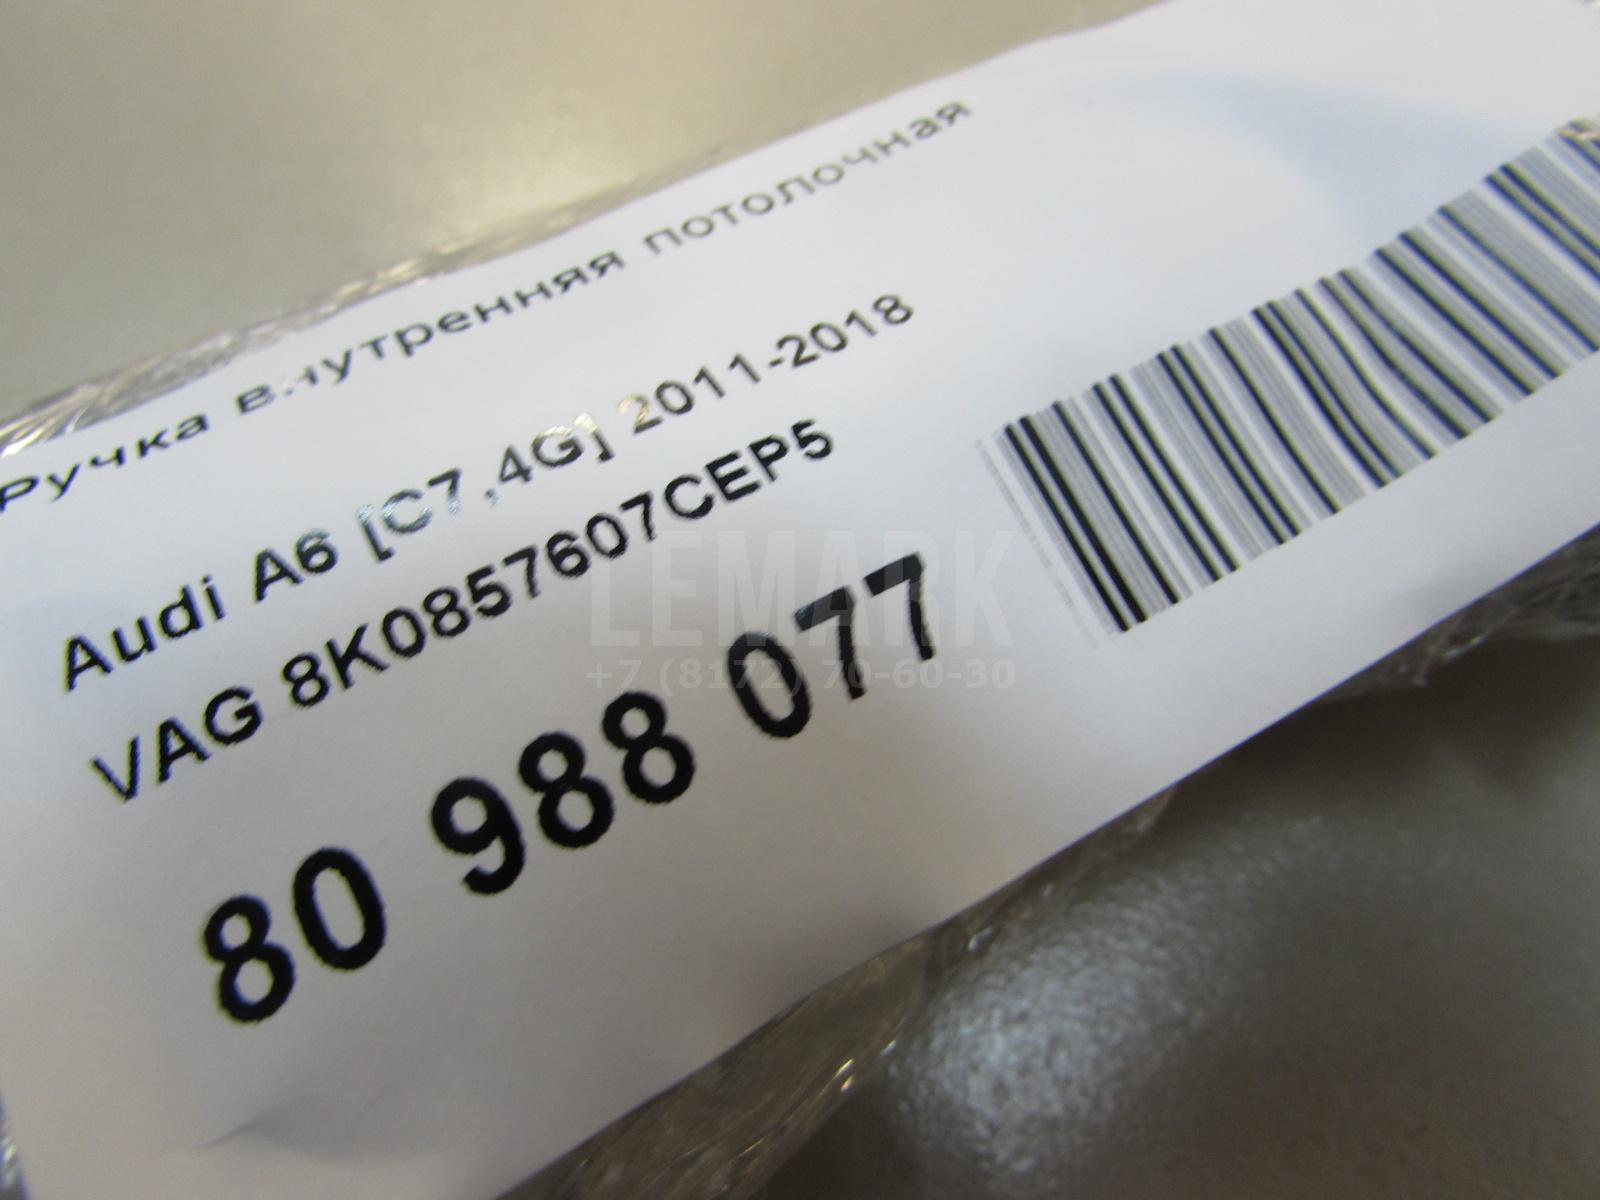 Ручка внутренняя потолочная
Audi A6 [C7,4G] 2011-2018
VAG 8K0857607CEP5
80 988 077
LEMARK
+7 (8172) 70-60-30